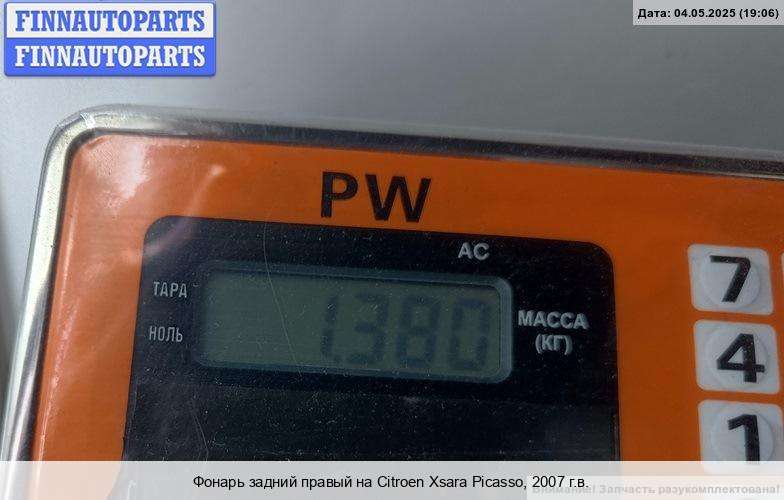 FINNAUTOPARTS
FINNAUTOPARTS
Дата: 04.05.2025 (19:06)
PW
AC
7
ТАРА
1.380
МАССА
(КГ)
НОЛЬ
4
1
Фонарь задний правый на Citroen Xsara Picasso, 2007 г.в.
Внимание! Запчасть разукомплектована!